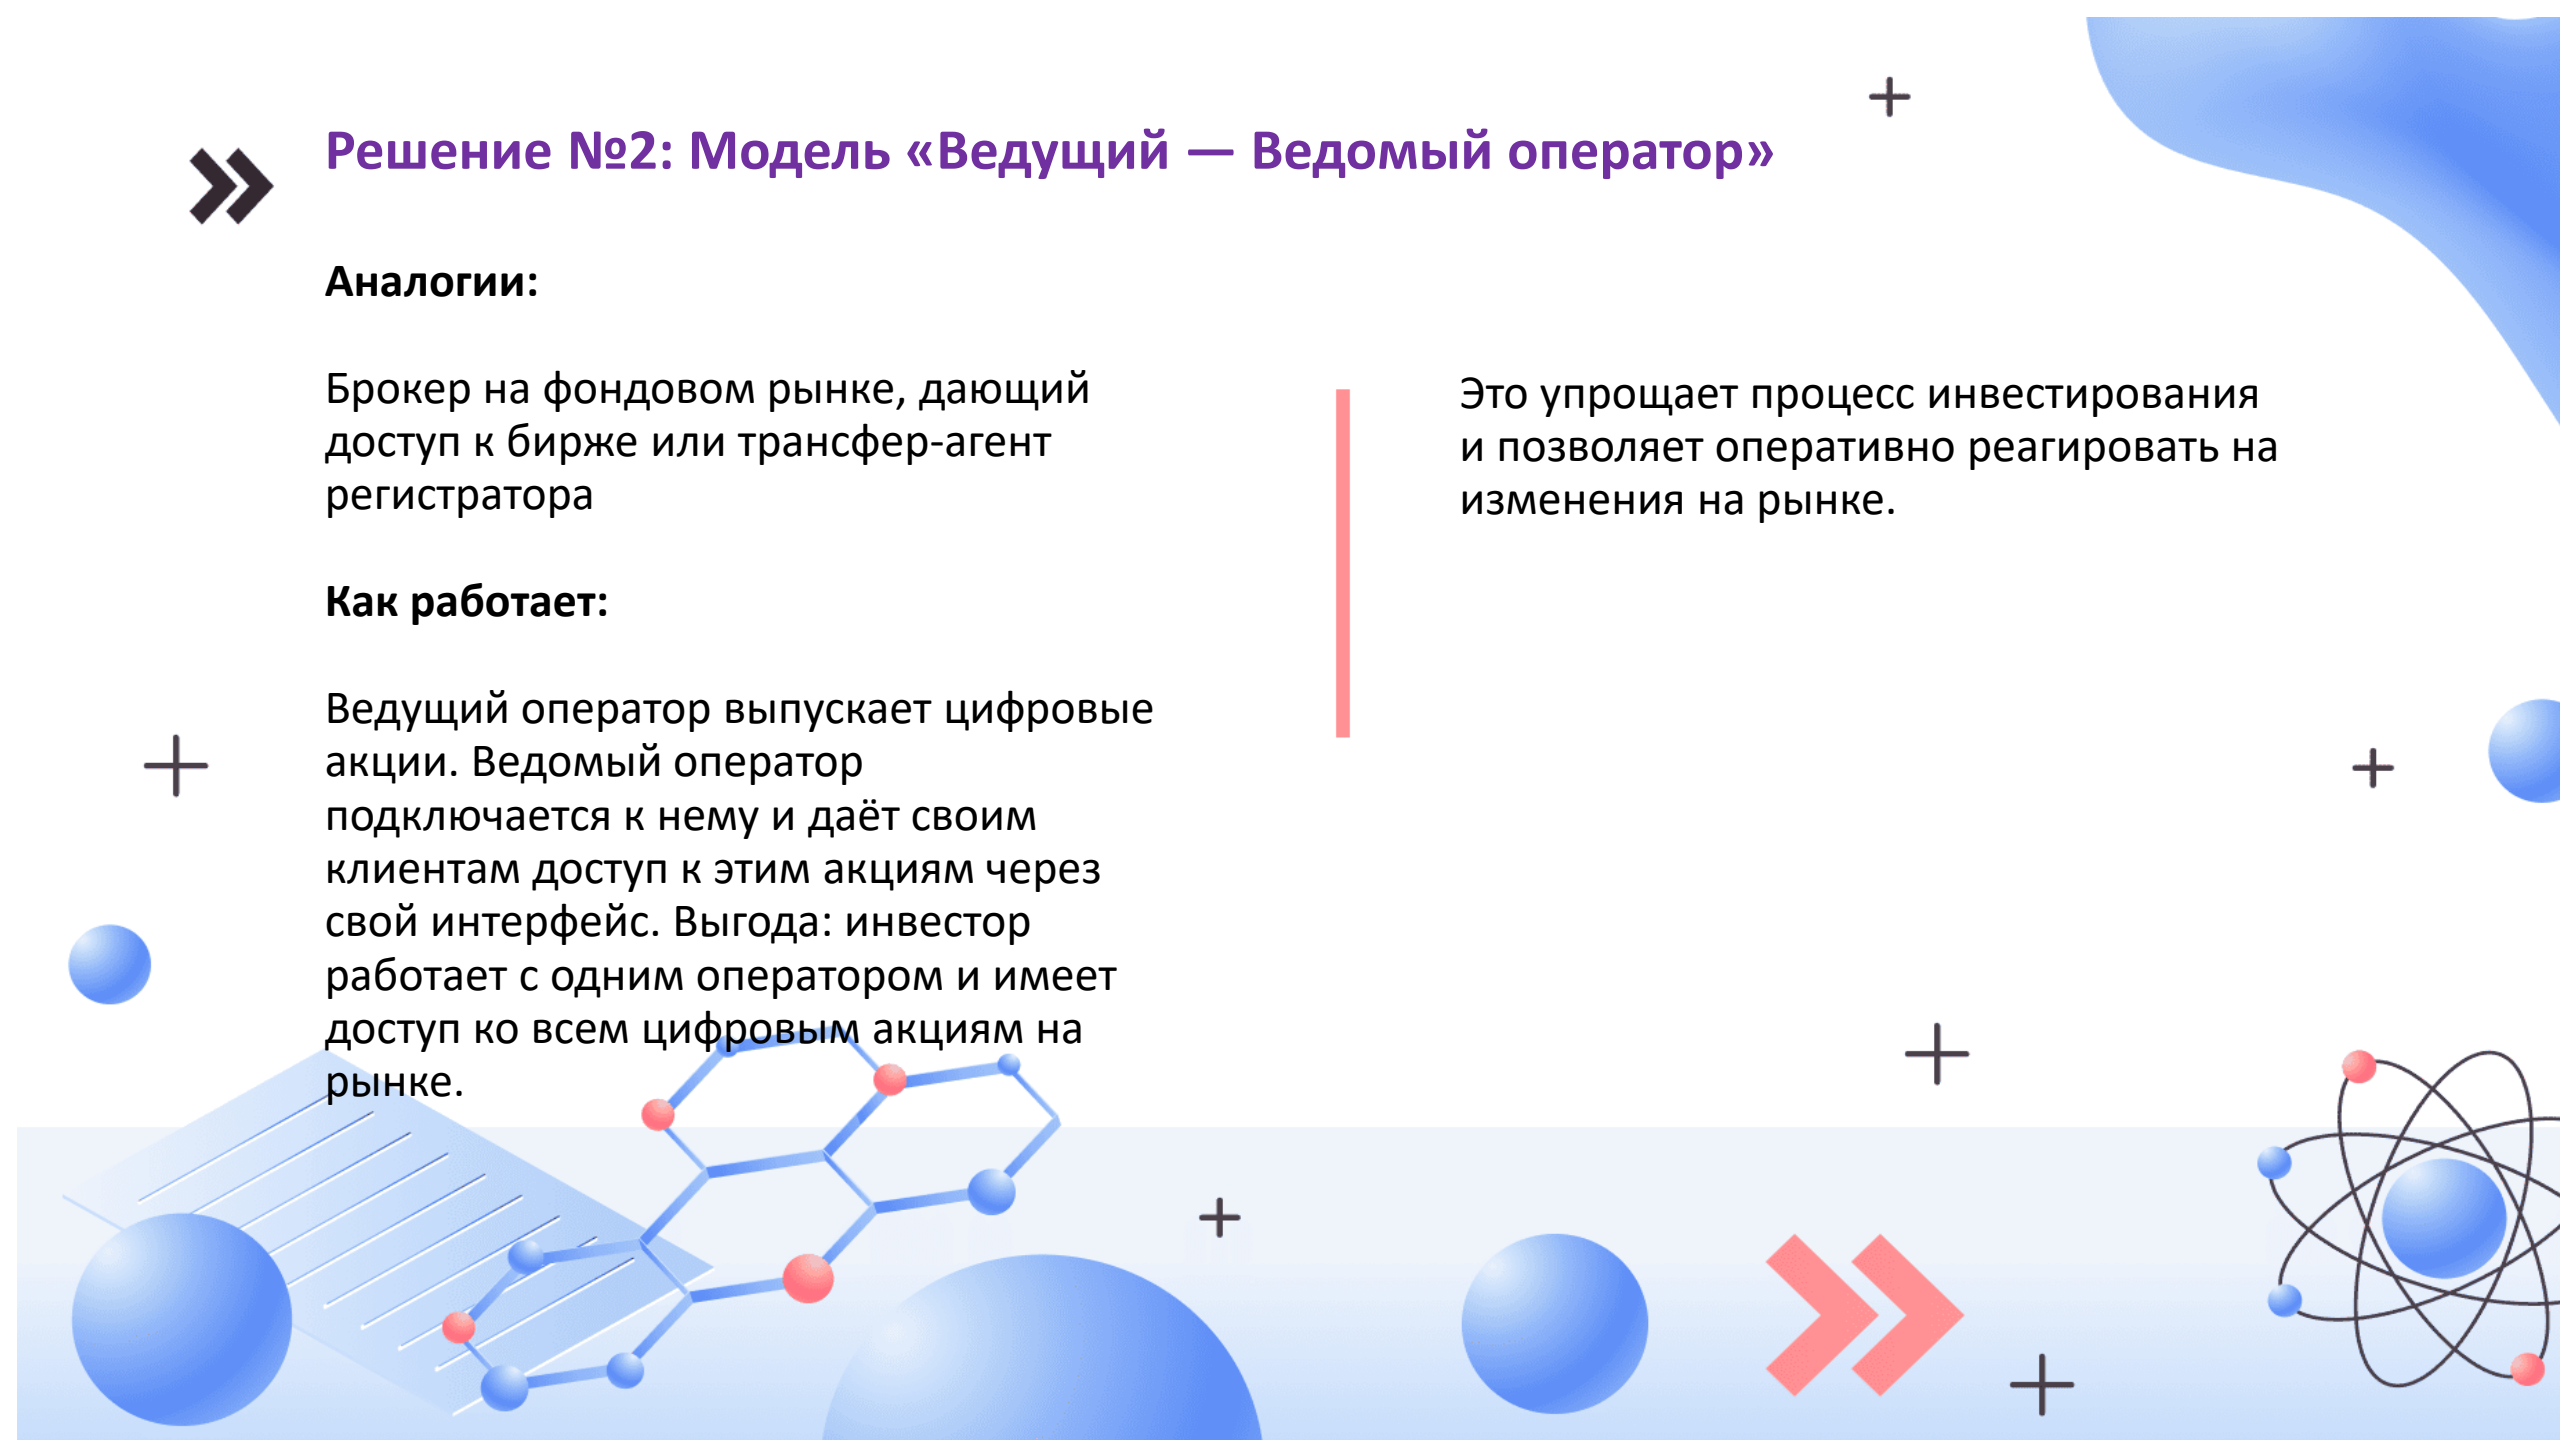 Решение №2: Модель «Ведущий — Ведомый оператор»
Аналогии:
Брокер на фондовом рынке, дающий
доступ к бирже или трансфер-агент
регистратора
Как работает:
Ведущий оператор выпускает цифровые
акции. Ведомый оператор
подключается к нему и даёт своим
клиентам доступ к этим акциям через
свой интерфейс. Выгода: инвестор
работает с одним оператором и имеет
доступ ко всем цифровым акциям на
рынке.
Это упрощает процесс инвестирования
и позволяет оперативно реагировать на
изменения на рынке.